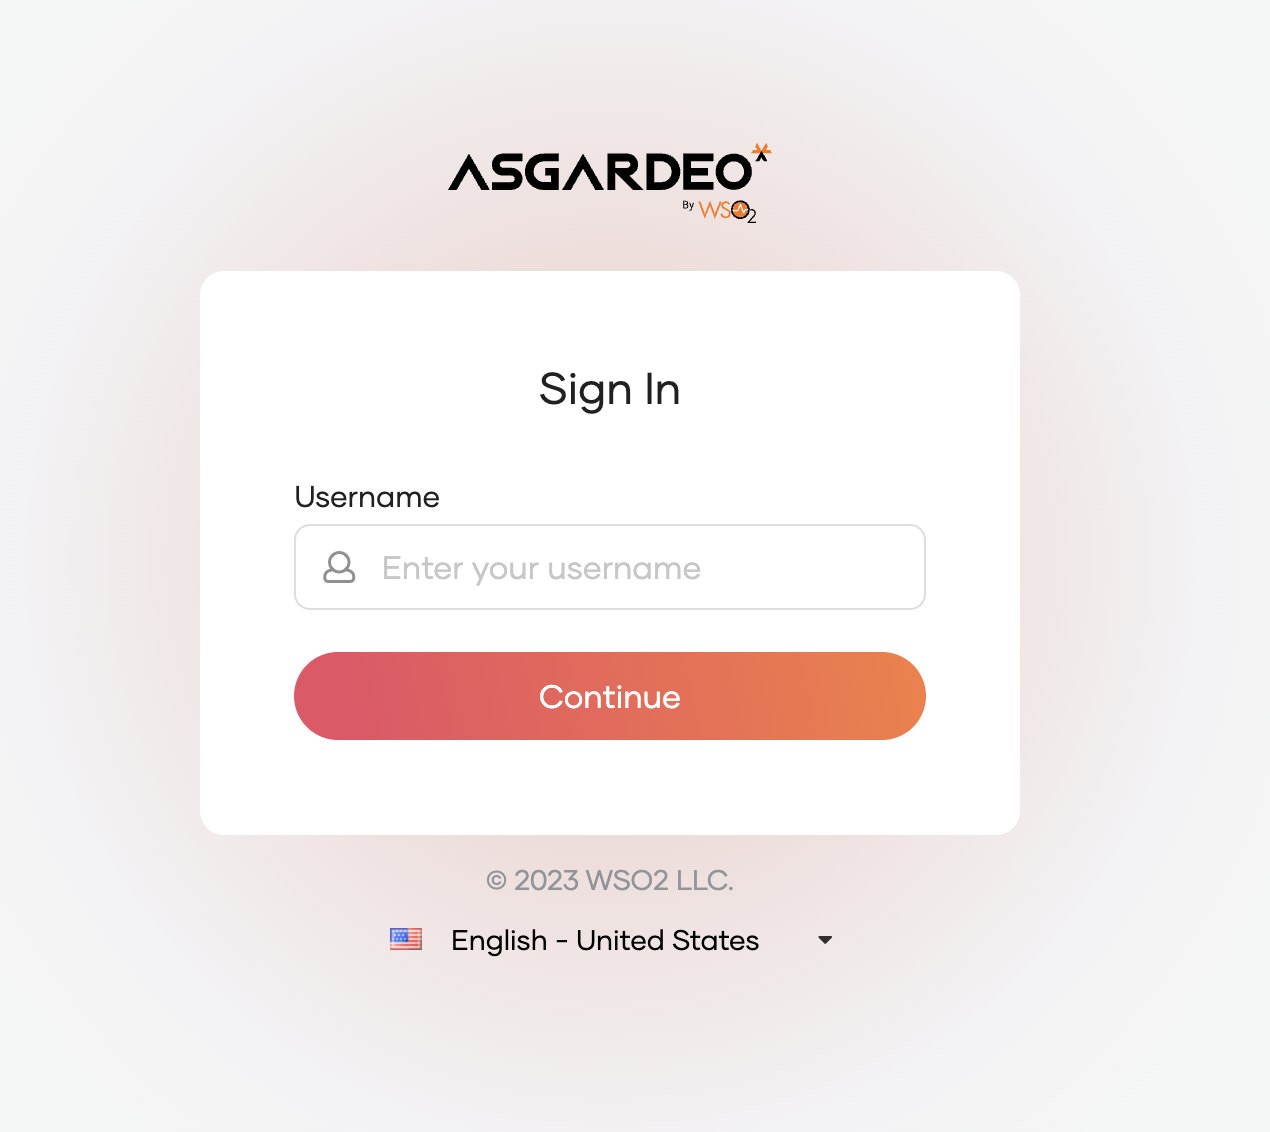 ASGARDEO
By WSO2
Sign In
Username
Enter your username
Continue
© 2023 WSO2 LLC.
English - United States